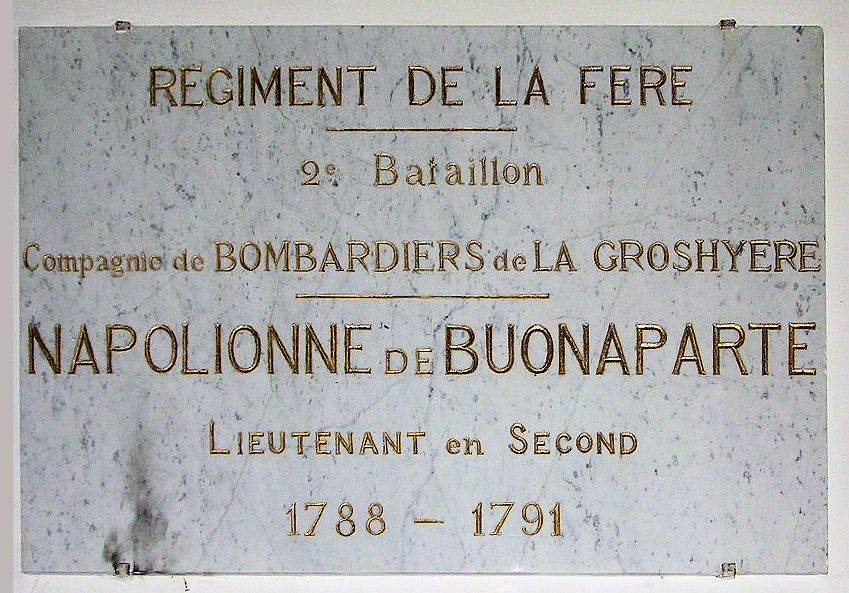 REGIMENT DE LA FERE
2e Bataillon
Compagnie de BOMBARDIERS de LA GROSHYERE
NAPOLIONNE DE BUONAPARTE
LIEUTENANT en SECOND
1788 — 1791